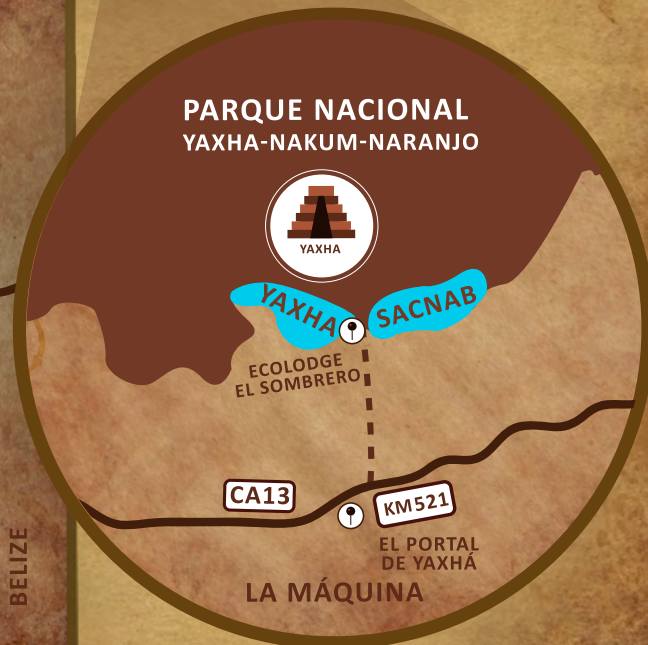 PARQUE NACIONAL
YAXHA-NAKUM-NARANJO
YAXHA
YAXHA
SACNAB
ECOLODGE
EL SOMBRERO
CA13
KM521
EL PORTAL
DE YAXHÁ
LA MÁQUINA
BELIZE